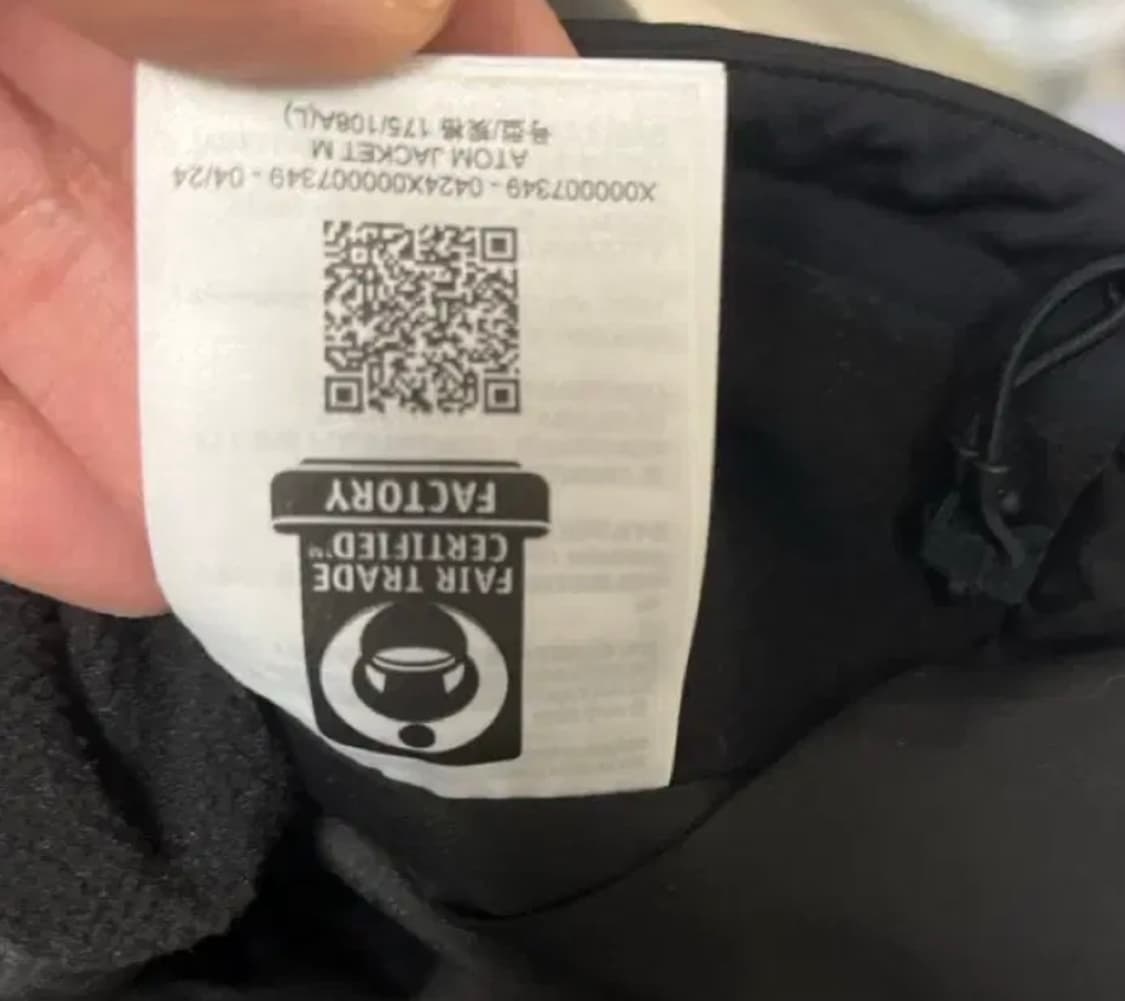 FAIR TRADE
CERTIFIED™
FACTORY
X000007349 - 0424X000007349 - 04/24
ATOM JACKET M
号型/规格 175/108A(L)